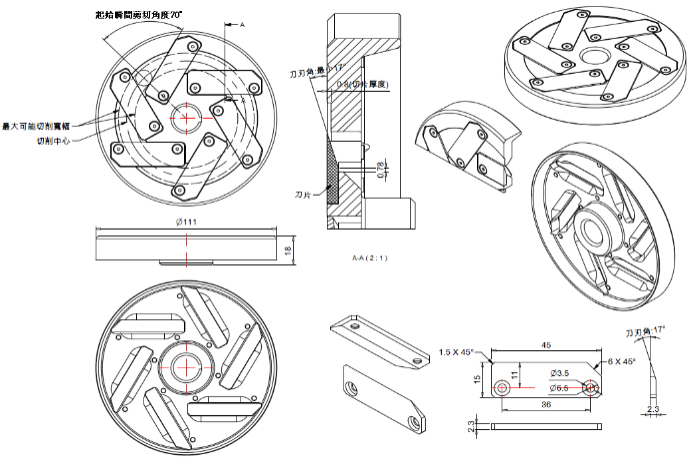 起始瞬間剪切角度70°
A
A
最大可能切削寬幅
切削中心
刀刃角:最小17°
0.8(切片厚度)
刀片
0.78
A-A ( 2 : 1 )
Ø111
18
45
1.5 X 45°
6 X 45°
15
11
Ø3.5
Ø6.5
36
2.3
刀刃角:17°
2.3